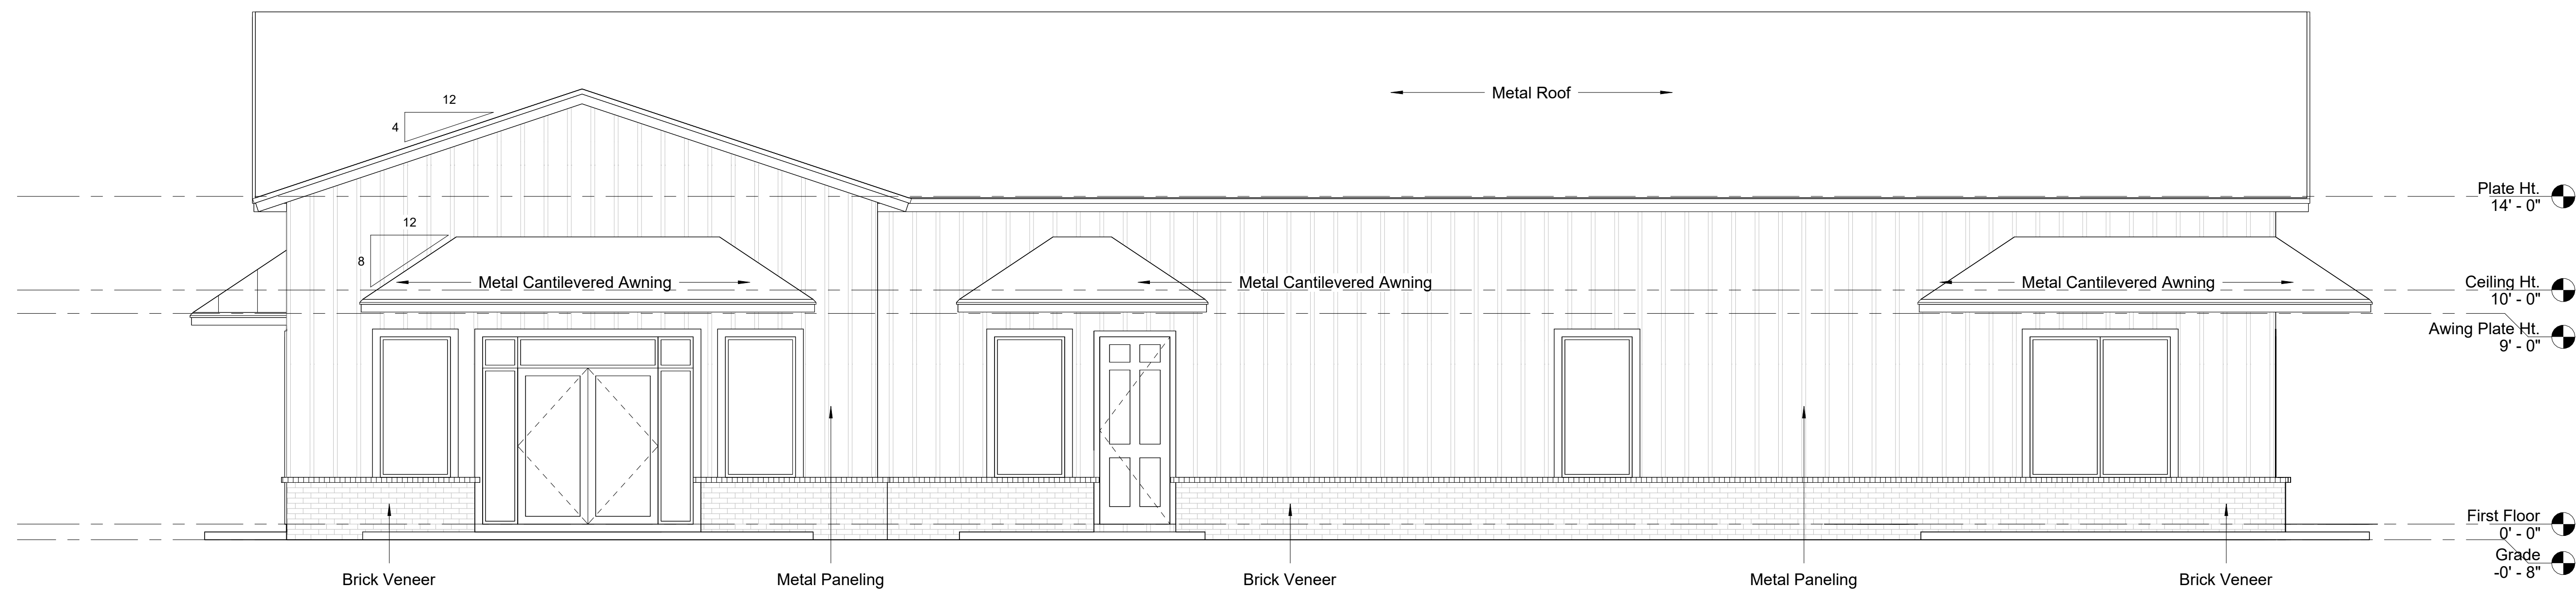 12
4
Metal Roof
Plate Ht.
14' - 0"
12
8
Metal Cantilevered Awning
Metal Cantilevered Awning
Metal Cantilevered Awning
Ceiling Ht.
10' - 0"
Awing Plate Ht.
9' - 0"
First Floor
0' - 0"
Grade
-0' - 8"
Brick Veneer
Metal Paneling
Brick Veneer
Metal Paneling
Brick Veneer